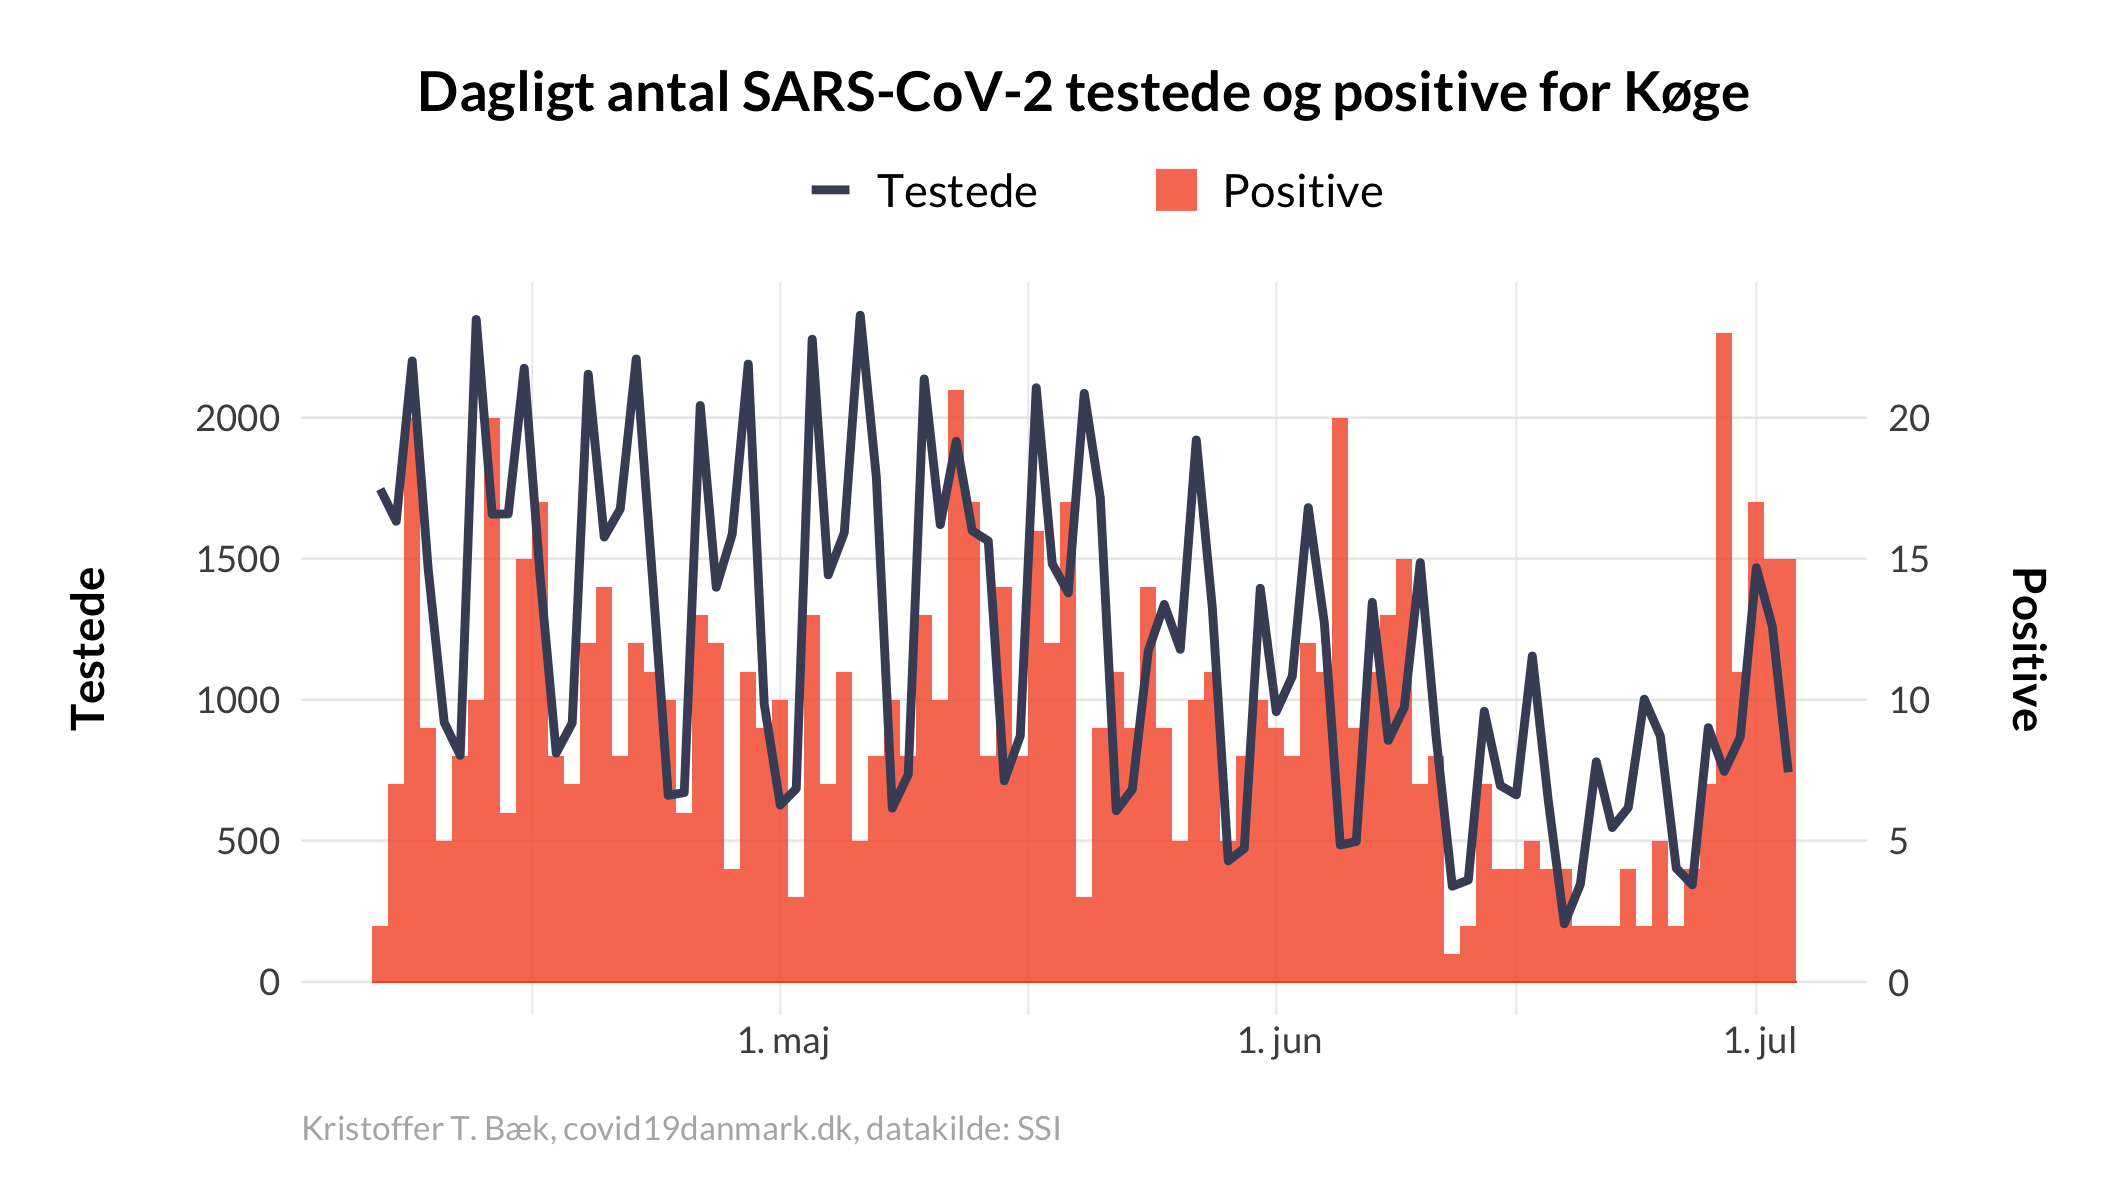 Dagligt antal SARS-CoV-2 testede og positive for Køge
Testede
Positive
2000
1500
1000
500
0
20
15
10
5
0
Testede
Positive
1. maj
1. jun
1. jul
Kristoffer T. Bæk, covid19danmark.dk, datakilde: SSI